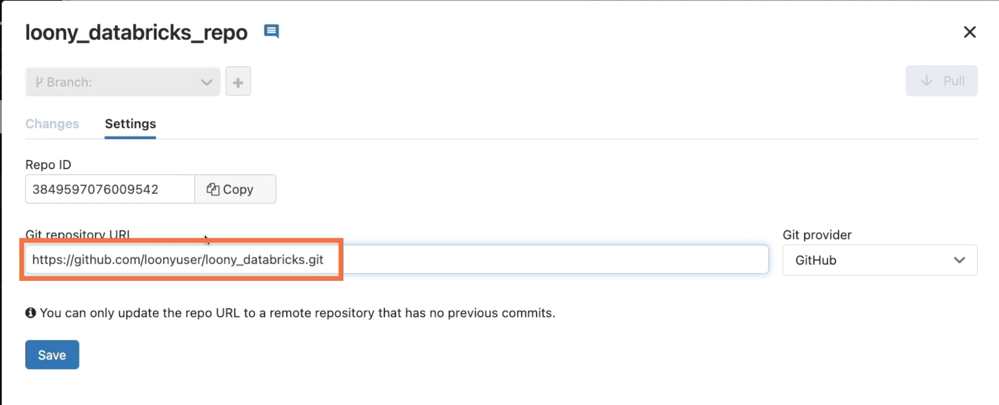 loony_databricks_repo
Branch:
Pull
Changes Settings
Repo ID
3849597076009542 Copy
Git repository URL Git provider
https://github.com/loonyuser/loony_databricks.git GitHub
You can only update the repo URL to a remote repository that has no previous commits.
Save